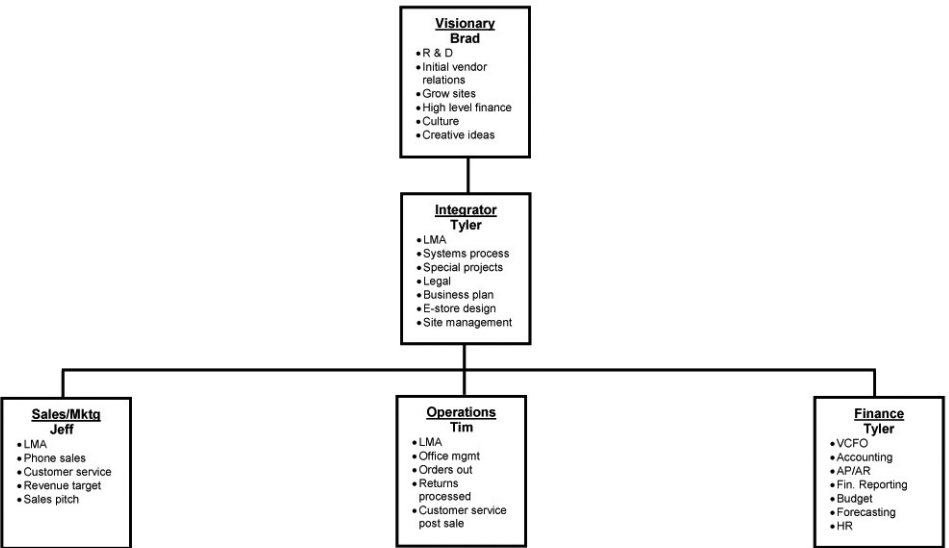 Visionary
Brad
•R & D
•Initial vendor
relations
•Grow sites
•High level finance
•Culture
•Creative ideas
Integrator
Tyler
•LMA
•Systems process
•Special projects
•Legal
•Business plan
•E-store design
•Site management
Sales/Mktg
Jeff
•LMA
•Phone sales
•Customer service
•Revenue target
•Sales pitch
Operations
Tim
•LMA
•Office mgmt
•Orders out
•Returns
processed
•Customer service
post sale
Finance
Tyler
•VCFO
•Accounting
•AP/AR
•Fin. Reporting
•Budget
•Forecasting
•HR